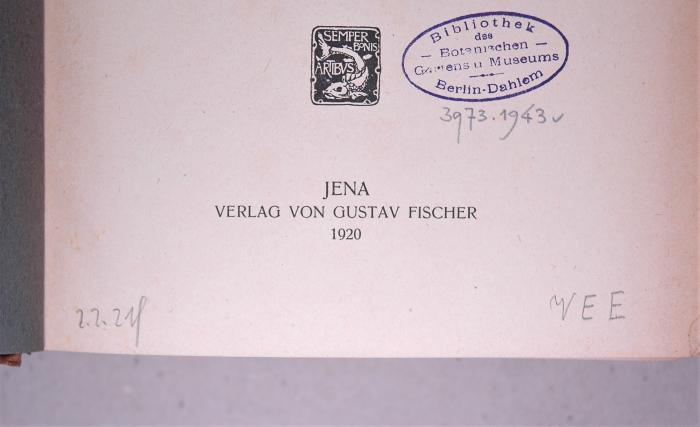 SEMPER
BONIS
ARTIBVS
Bibliothek
des
— Botanischen —
Gartens u Museums
Berlin-Dahlem
3973.1943
JENA
VERLAG VON GUSTAV FISCHER
1920
2.2.21
EE